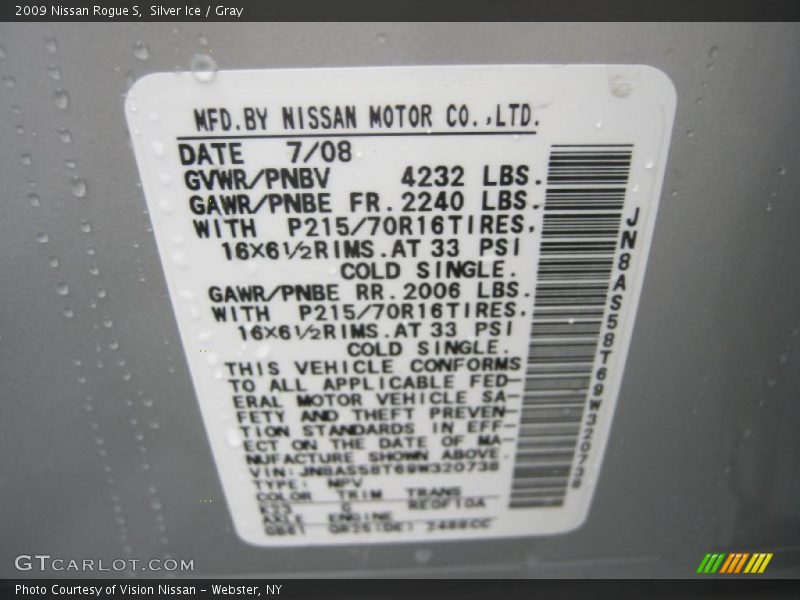 2009 Nissan Rogue S, Silver Ice / Gray
MFD.BY NISSAN MOTOR CO.,LTD.
DATE 7/08
GVWR/PNBV 4232 LBS.
GAWR/PNBE FR.2240 LBS.
WITH P215/70R16TIRES.
16X6½RIMS.AT 33 PSI
COLD SINGLE.
GAWR/PNBE RR.2006 LBS.
WITH P215/70R16TIRES.
16X6½RIMS.AT 33 PSI
COLD SINGLE.
THIS VEHICLE CONFORMS
TO ALL APPLICABLE FED-
ERAL MOTOR VEHICLE SA-
FETY AND THEFT PREVEN-
TION STANDARDS IN EFF-
ECT ON THE DATE OF MA-
NUFACTURE SHOWN ABOVE.
VIN:JN8AS58T69W320738
TYPE: MPV
COLOR TRIM TRANS
K23 G RE0F10A
AXLE ENGINE
QR25(DE) 2488CC
JN8AS58T69W320738
GTCARLOT.COM
Photo Courtesy of Vision Nissan - Webster, NY